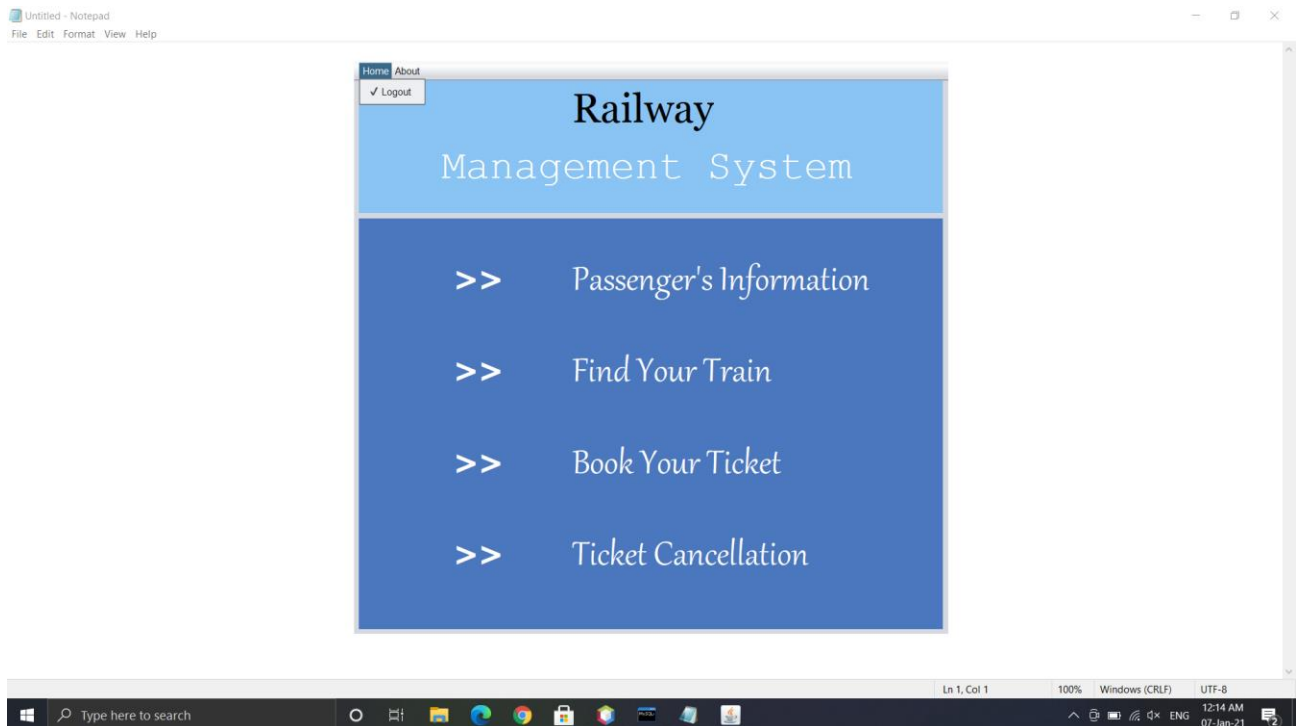 Untitled - Notepad
File Edit Format View Help
Home About
✓ Logout
Railway
Management System
>> Passenger's Information
>> Find Your Train
>> Book Your Ticket
>> Ticket Cancellation
Ln 1, Col 1 100% Windows (CRLF) UTF-8
Type here to search
ENG
12:14 AM
07-Jan-21
2